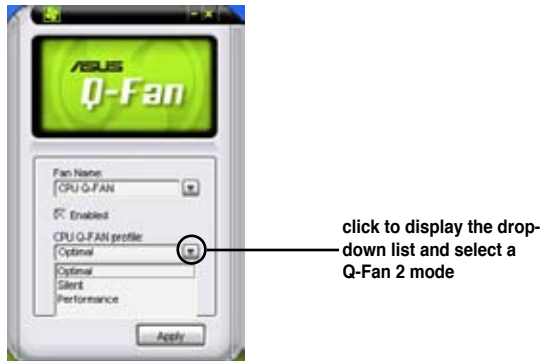 ASUS
Q-Fan
Fan Name:
CPU Q-FAN
Enabled
CPU Q-FAN profile:
Optimal
Optimal
Silent
Performance
Apply
click to display the drop-
down list and select a
Q-Fan 2 mode